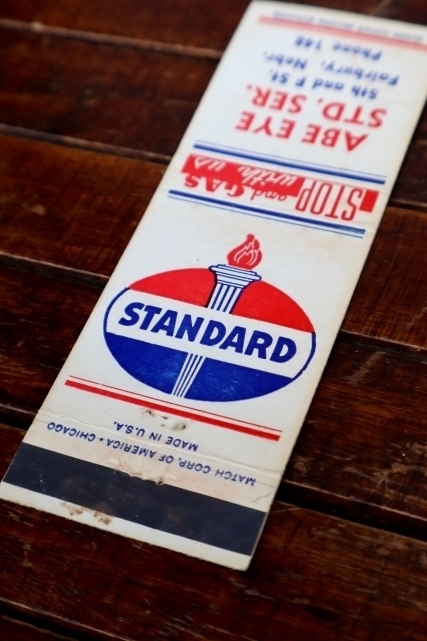 ABE EYE
STD. SER.
5th and F St.
Fairbury, Nebr.
Phone 148
STOP
and GAS
with us
STANDARD
MATCH CORP. OF AMERICA • CHICAGO
MADE IN U.S.A.